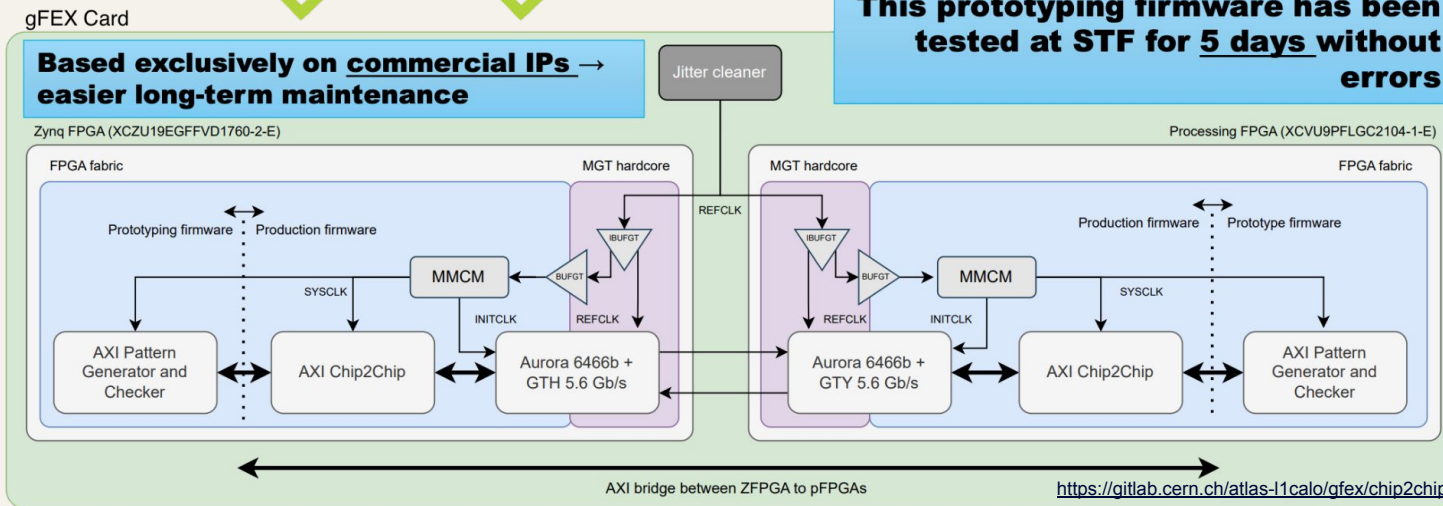 gFEX Card
Based exclusively on commercial IPs →
easier long-term maintenance
Jitter cleaner
This prototyping firmware has been
tested at STF for 5 days without
errors
Zynq FPGA (XCZU19EGFFVD1760-2-E)
Processing FPGA (XCVU9PFLGC2104-1-E)
FPGA fabric
MGT hardcore
MGT hardcore
FPGA fabric
REFCLK
Prototyping firmware
Production firmware
IBUFGT
BUFGT
MMCM
SYSCLK
INITCLK
REFCLK
AXI Pattern
Generator and
Checker
AXI Chip2Chip
Aurora 6466b +
GTH 5.6 Gb/s
IBUFGT
BUFGT
MMCM
Production firmware
Prototype firmware
REFCLK
INITCLK
SYSCLK
Aurora 6466b +
GTY 5.6 Gb/s
AXI Chip2Chip
AXI Pattern
Generator and
Checker
AXI bridge between ZFPGA to pFPGAs
https://gitlab.cern.ch/atlas-l1calo/gfex/chip2chip